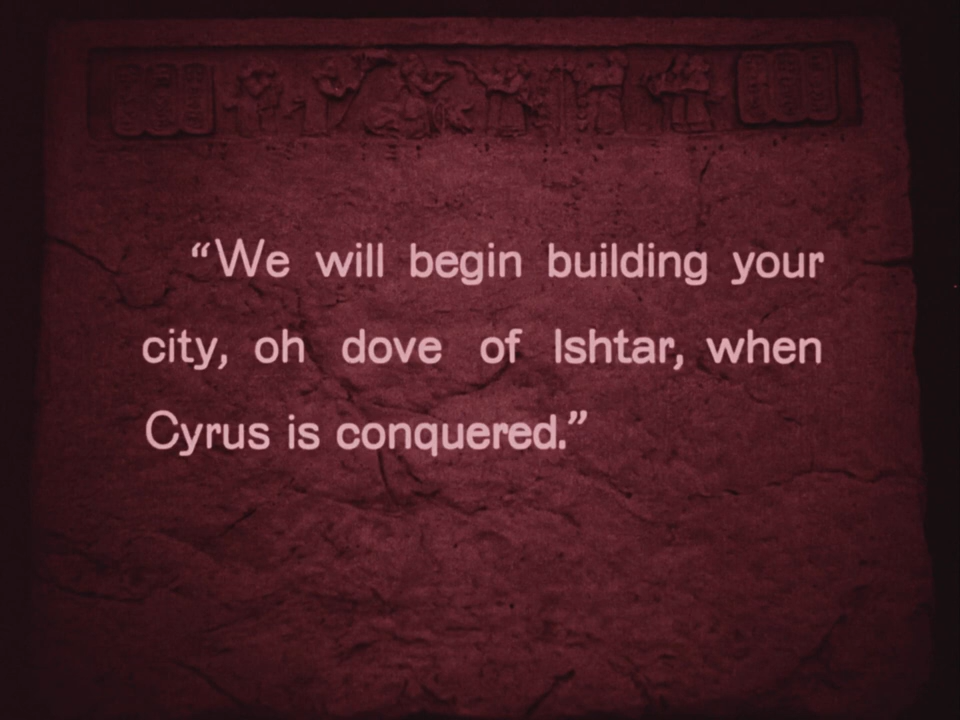 “We will begin building your
city, oh dove of Ishtar, when
Cyrus is conquered.”